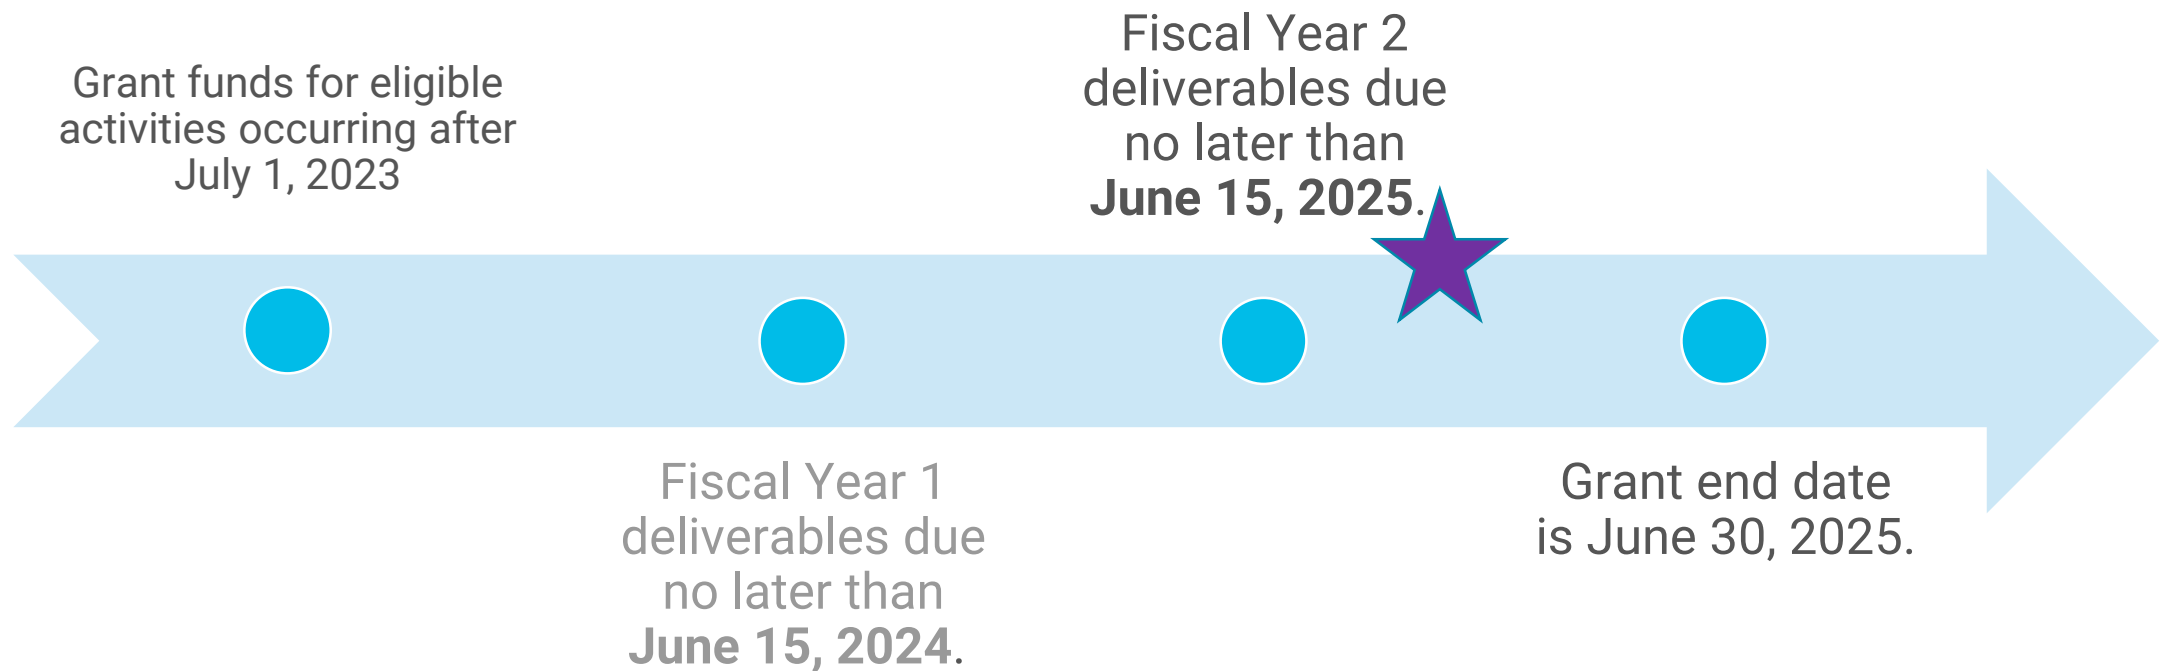 Grant funds for eligible
activities occurring after
July 1, 2023
Fiscal Year 1
deliverables due
no later than
June 15, 2024.
Fiscal Year 2
deliverables due
no later than
June 15, 2025.
Grant end date
is June 30, 2025.